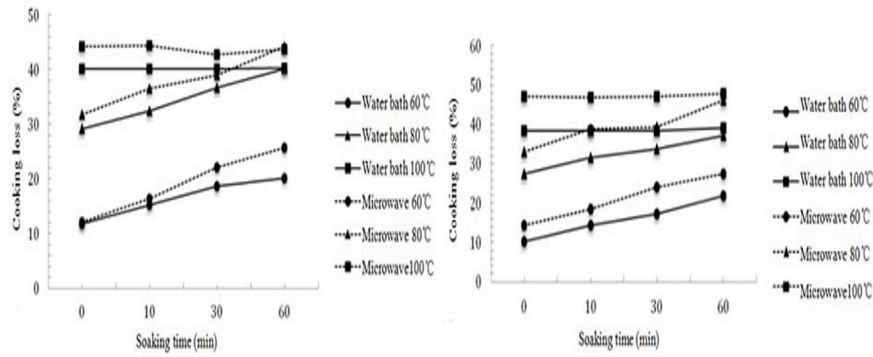 50
40
30
20
10
0
Cooking loss (%)
0 10 30 60
Soaking time (min)
Water bath 60℃
Water bath 80℃
Water bath 100℃
Microwave 60℃
Microwave 80℃
Microwave100℃
60
50
40
30
20
10
0
Cooking loss (%)
0 10 30 60
Soaking time (min)
Water bath 60℃
Water bath 80℃
Water bath 100℃
Microwave 60℃
Microwave 80℃
Microwave100℃